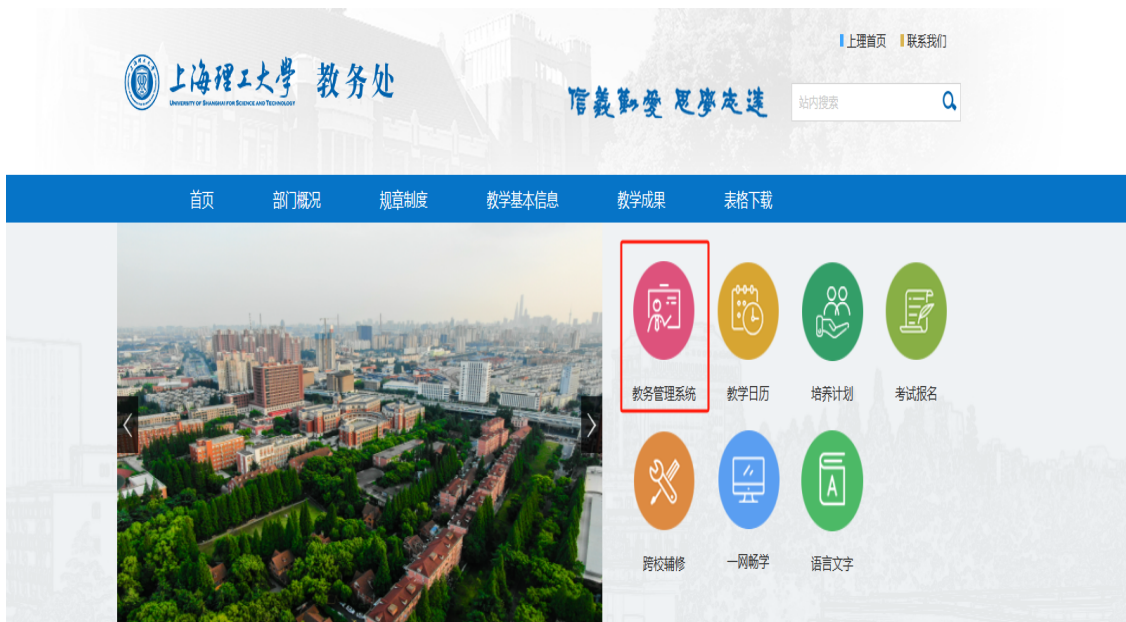 上理首页 联系我们
上海理工大学 教务处
UNIVERSITY OF SHANGHAI FOR SCIENCE AND TECHNOLOGY
信義勤愛 思學志遠
站内搜索
首页 部门概况 规章制度 教学基本信息 教学成果 表格下载
教务管理系统 教学日历 培养计划 考试报名
A
跨校辅修 一网畅学 语言文字